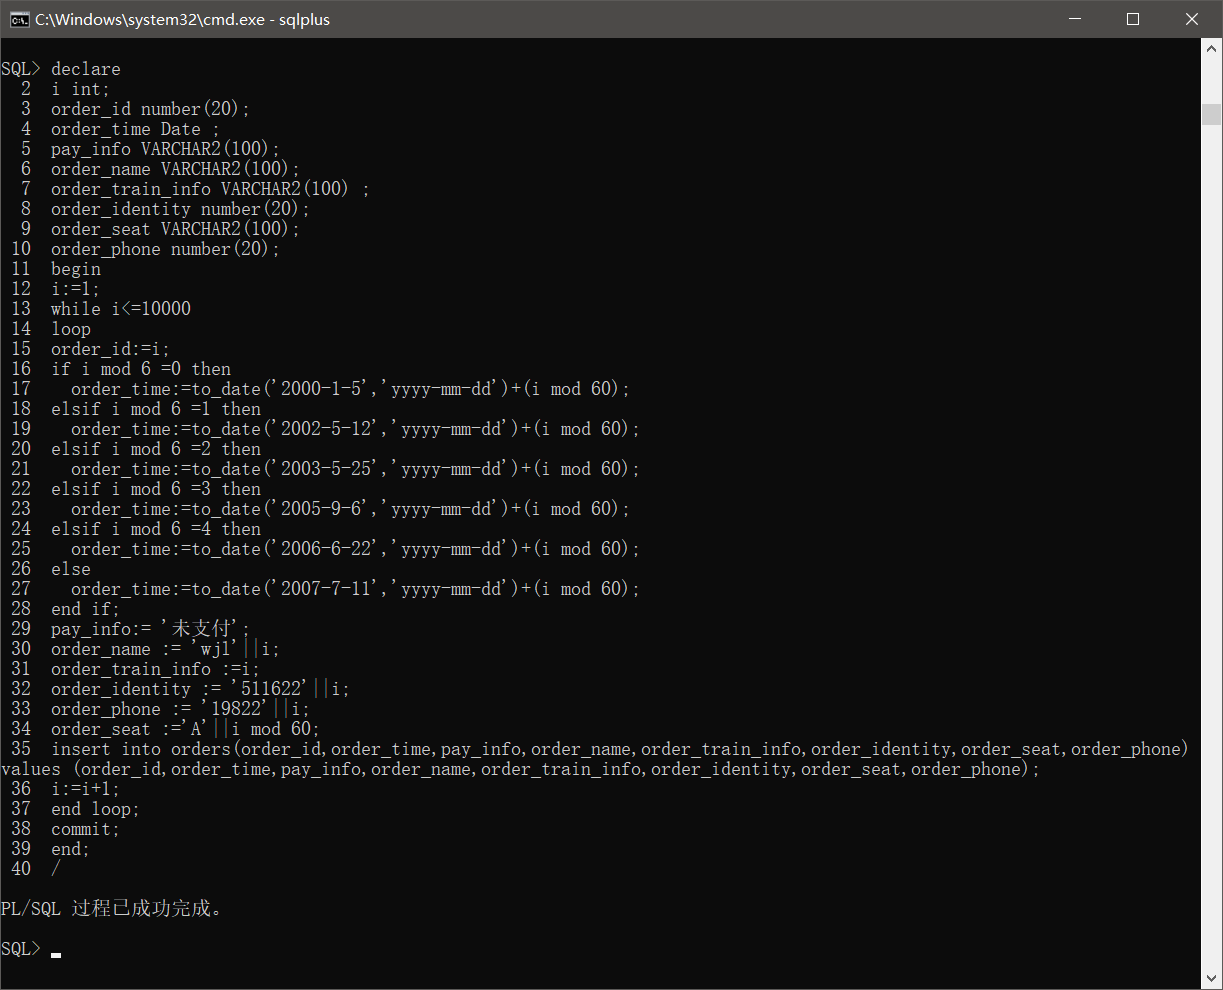 C:\Windows\system32\cmd.exe - sqlplus
SQL> declare
  2  i int;
  3  order_id number(20);
  4  order_time Date ;
  5  pay_info VARCHAR2(100);
  6  order_name VARCHAR2(100);
  7  order_train_info VARCHAR2(100) ;
  8  order_identity number(20);
  9  order_seat VARCHAR2(100);
 10  order_phone number(20);
 11  begin
 12  i:=1;
 13  while i<=10000
 14  loop
 15  order_id:=i;
 16  if i mod 6 =0 then
 17    order_time:=to_date('2000-1-5','yyyy-mm-dd')+(i mod 60);
 18  elsif i mod 6 =1 then
 19    order_time:=to_date('2002-5-12','yyyy-mm-dd')+(i mod 60);
 20  elsif i mod 6 =2 then
 21    order_time:=to_date('2003-5-25','yyyy-mm-dd')+(i mod 60);
 22  elsif i mod 6 =3 then
 23    order_time:=to_date('2005-9-6','yyyy-mm-dd')+(i mod 60);
 24  elsif i mod 6 =4 then
 25    order_time:=to_date('2006-6-22','yyyy-mm-dd')+(i mod 60);
 26  else
 27    order_time:=to_date('2007-7-11','yyyy-mm-dd')+(i mod 60);
 28  end if;
 29  pay_info:= '未支付';
 30  order_name := 'wjl'||i;
 31  order_train_info :=i;
 32  order_identity := '511622'||i;
 33  order_phone := '19822'||i;
 34  order_seat :='A'||i mod 60;
 35  insert into orders(order_id,order_time,pay_info,order_name,order_train_info,order_identity,order_seat,order_phone)
values (order_id,order_time,pay_info,order_name,order_train_info,order_identity,order_seat,order_phone);
 36  i:=i+1;
 37  end loop;
 38  commit;
 39  end;
 40  /
PL/SQL 过程已成功完成。
SQL>